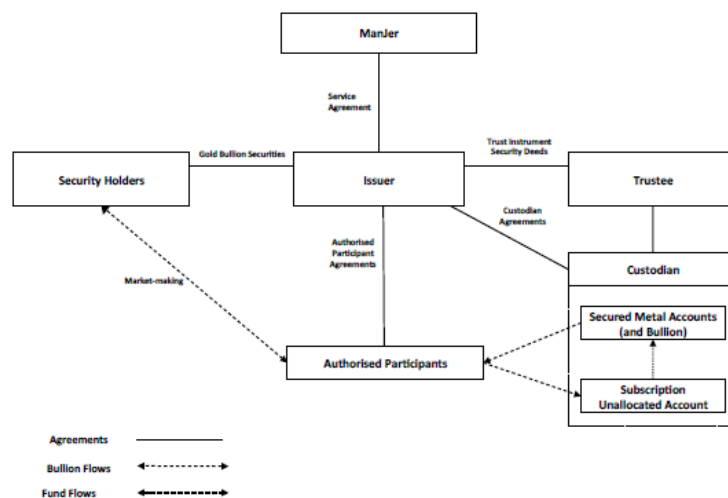 ManJer
Service
Agreement
Gold Bullion Securities
Trust Instrument
Security Deeds
Security Holders
Issuer
Trustee
Custodian
Agreements
Authorised
Participant
Agreements
Custodian
Market-making
Secured Metal Accounts
(and Bullion)
Authorised Participants
Subscription
Unallocated Account
Agreements
Bullion Flows
Fund Flows